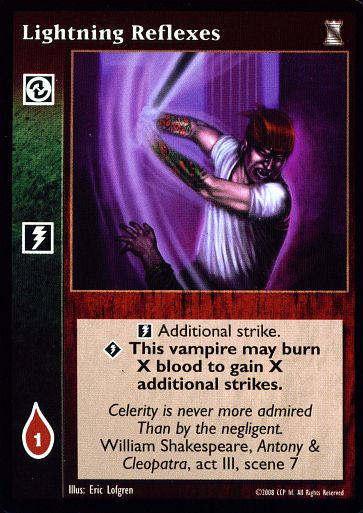 Lightning Reflexes
Additional strike.
This vampire may burn
X blood to gain X
additional strikes.
Celerity is never more admired
Than by the negligent.
William Shakespeare, Antony &
Cleopatra, act III, scene 7
1
Illus: Eric Lofgren
©2008 CCP hf. All Rights Reserved